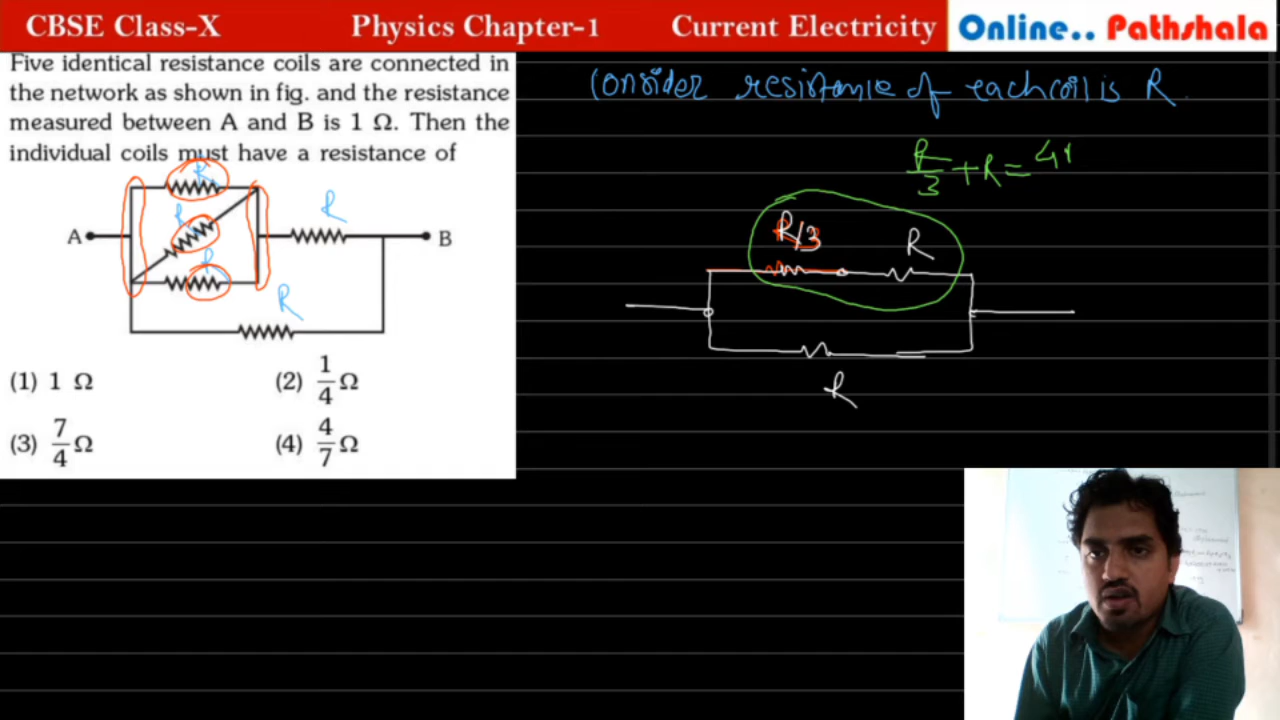 CBSE Class-X Physics Chapter-1 Current Electricity Online.. Pathshala
Five identical resistance coils are connected in
the network as shown in fig. and the resistance
measured between A and B is 1 Ω. Then the
individual coils must have a resistance of
R
R
R
R
A
B
R
(1) 1 Ω (2) 1/4 Ω
(3) 7/4 Ω (4) 4/7 Ω
Consider resistance of each coil is R
R/3 + R = 4
R/3
R
R